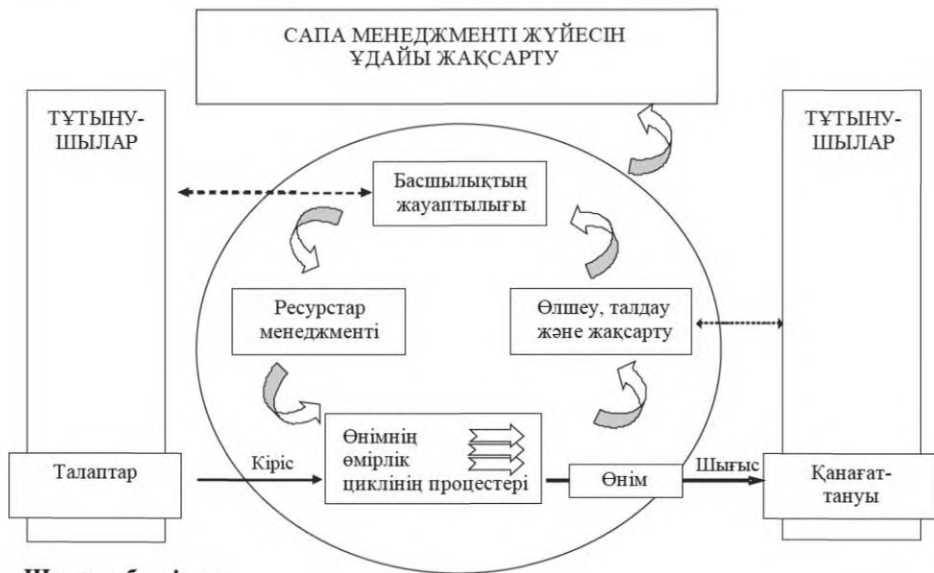 САПА МЕНЕДЖМЕНТІ ЖҮЙЕСІН
ҰДАЙЫ ЖАҚСАРТУ
ТҰТЫНУ-
ШЫЛАР
ТҰТЫНУ-
ШЫЛАР
Басшылықтың
жауаптылығы
Ресурстар
менеджменті
Өлшеу, талдау
және жақсарту
Өнімнің
өмірлік
циклінің процестері
Талаптар
Кіріс
Өнім
Шығыс
Қанағат-
тануы